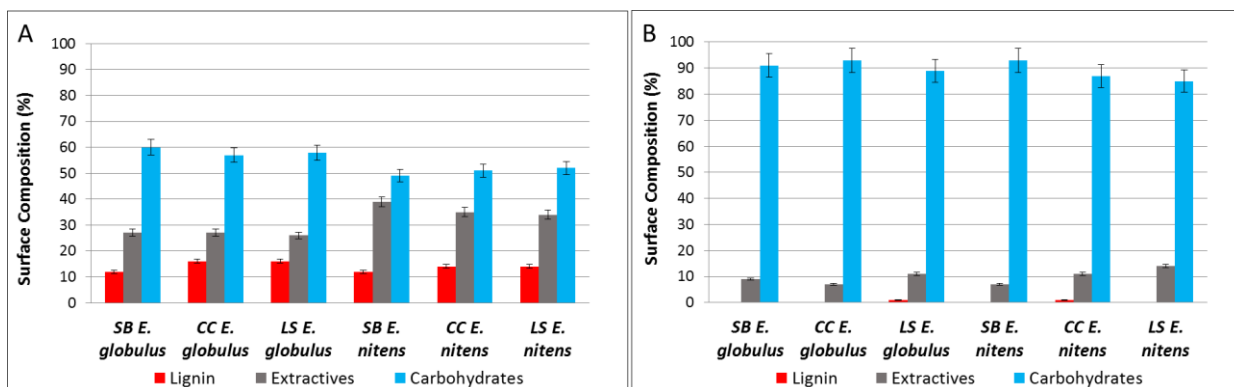 A
Surface Composition (%)
100
90
80
70
60
50
40
30
20
10
0
SB E. globulus
CC E. globulus
LS E. globulus
SB E. nitens
CC E. nitens
LS E. nitens
Lignin Extractives Carbohydrates
B
Surface Composition (%)
100
90
80
70
60
50
40
30
20
10
0
SB E. globulus
CC E. globulus
LS E. globulus
SB E. nitens
CC E. nitens
LS E. nitens
Lignin Extractives Carbohydrates